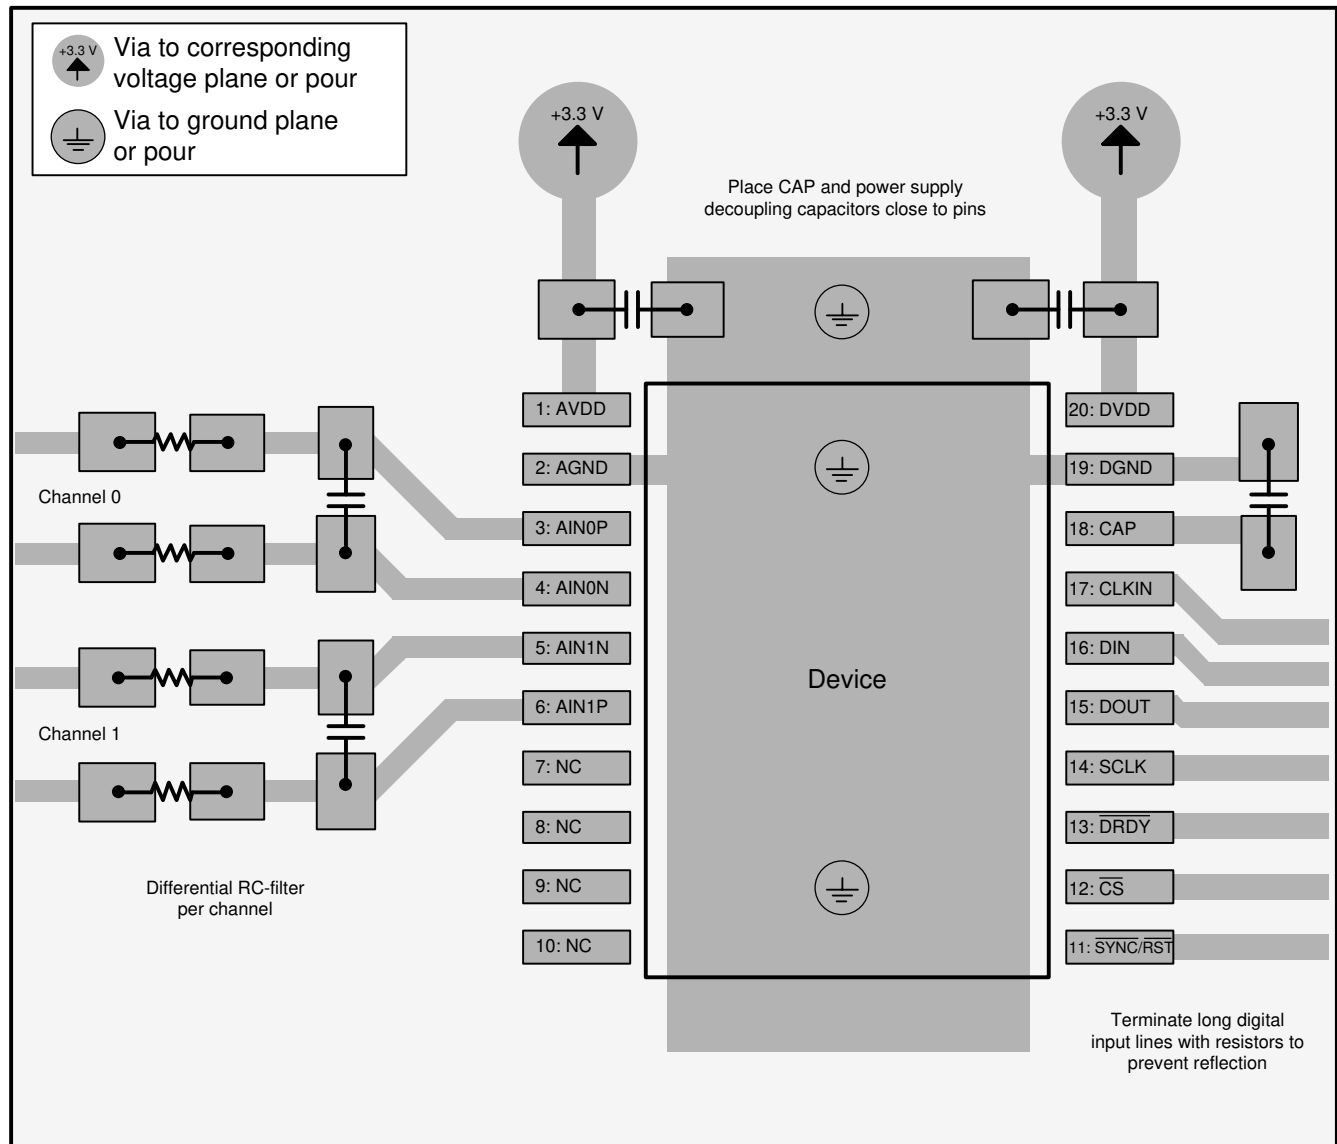 +3.3 V
Via to corresponding
voltage plane or pour
Via to ground plane
or pour
+3.3 V
+3.3 V
Place CAP and power supply
decoupling capacitors close to pins
Channel 0
Channel 1
Differential RC-filter
per channel
1: AVDD
2: AGND
3: AIN0P
4: AIN0N
5: AIN1N
6: AIN1P
7: NC
8: NC
9: NC
10: NC
Device
20: DVDD
19: DGND
18: CAP
17: CLKIN
16: DIN
15: DOUT
14: SCLK
13: D̅R̅D̅Y̅
12: C̅S̅
11: S̅Y̅N̅C̅/R̅S̅T̅
Terminate long digital
input lines with resistors to
prevent reflection